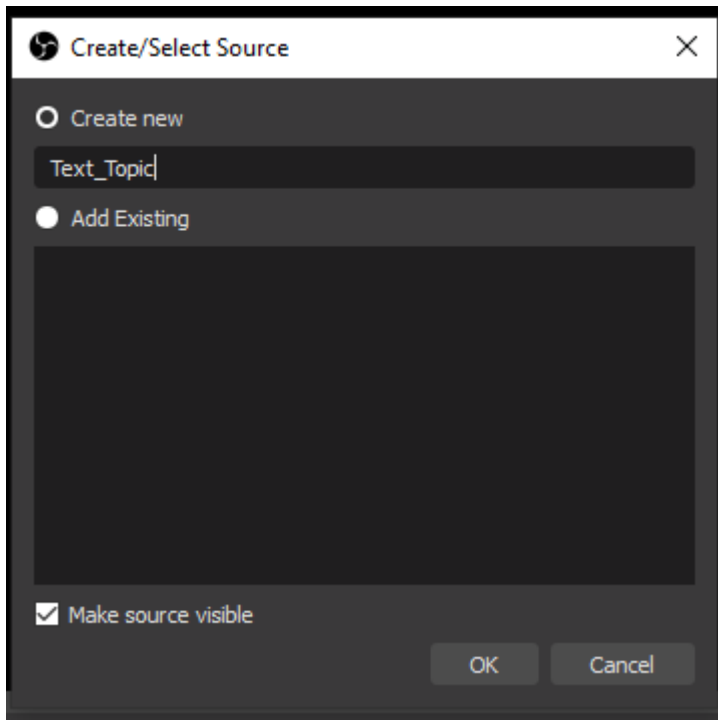 Create/Select Source
Create new
Text_Topic
Add Existing
Make source visible
OK Cancel